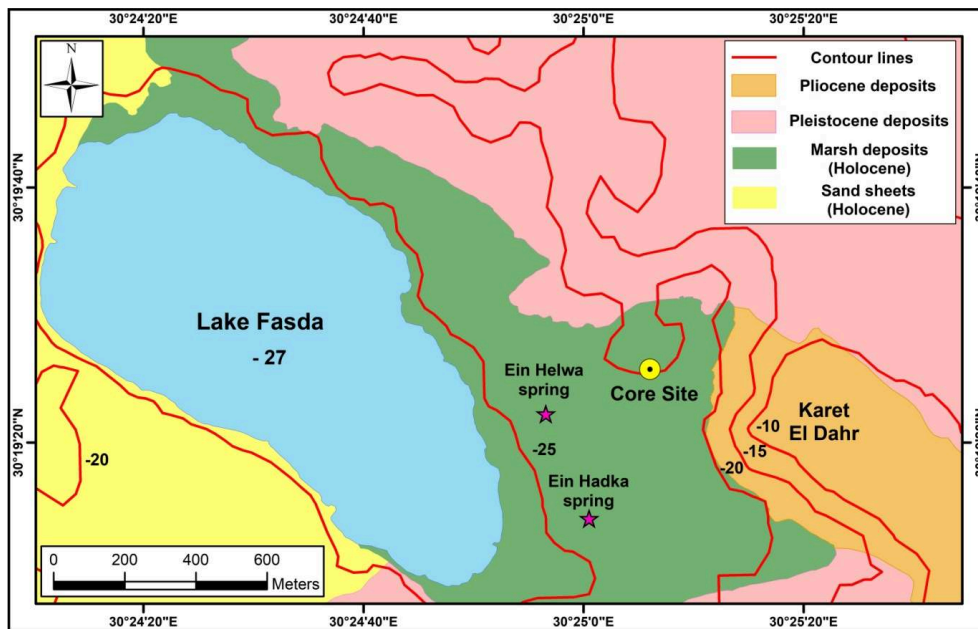 30°24'20"E
30°24'40"E
30°25'0"E
30°25'20"E
N
Contour lines
Pliocene deposits
Pleistocene deposits
Marsh deposits
(Holocene)
Sand sheets
(Holocene)
30°19'40"N
Lake Fasda
- 27
Ein Helwa
spring
Core Site
Karet
El Dahr
-10
-15
-20
-25
30°19'20"N
-20
Ein Hadka
spring
0 200 400 600
Meters
30°24'20"E
30°24'40"E
30°25'0"E
30°25'20"E